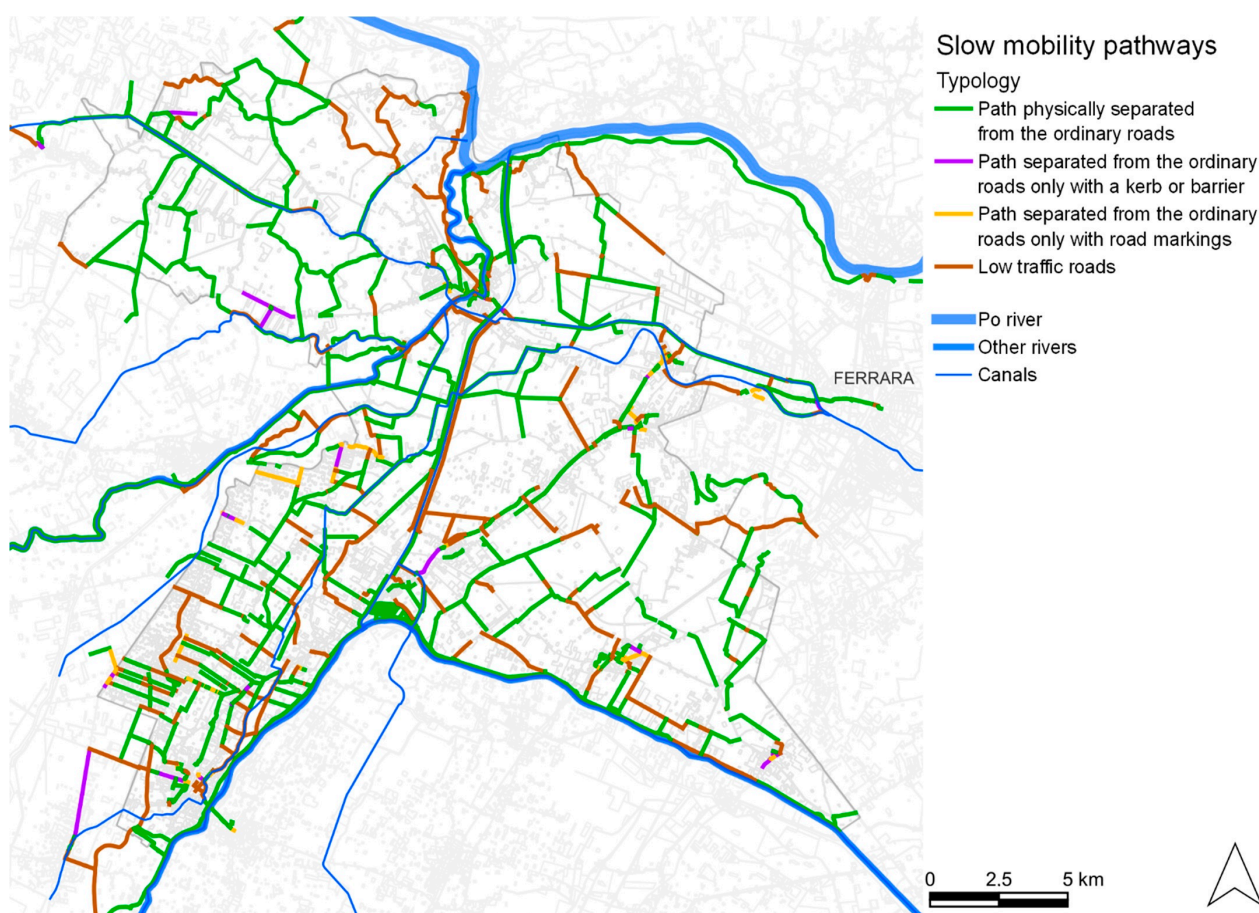 Slow mobility pathways
Typology
Path physically separated
from the ordinary roads
Path separated from the ordinary
roads only with a kerb or barrier
Path separated from the ordinary
roads only with road markings
Low traffic roads
Po river
Other rivers
Canals
FERRARA
0 2.5 5 km